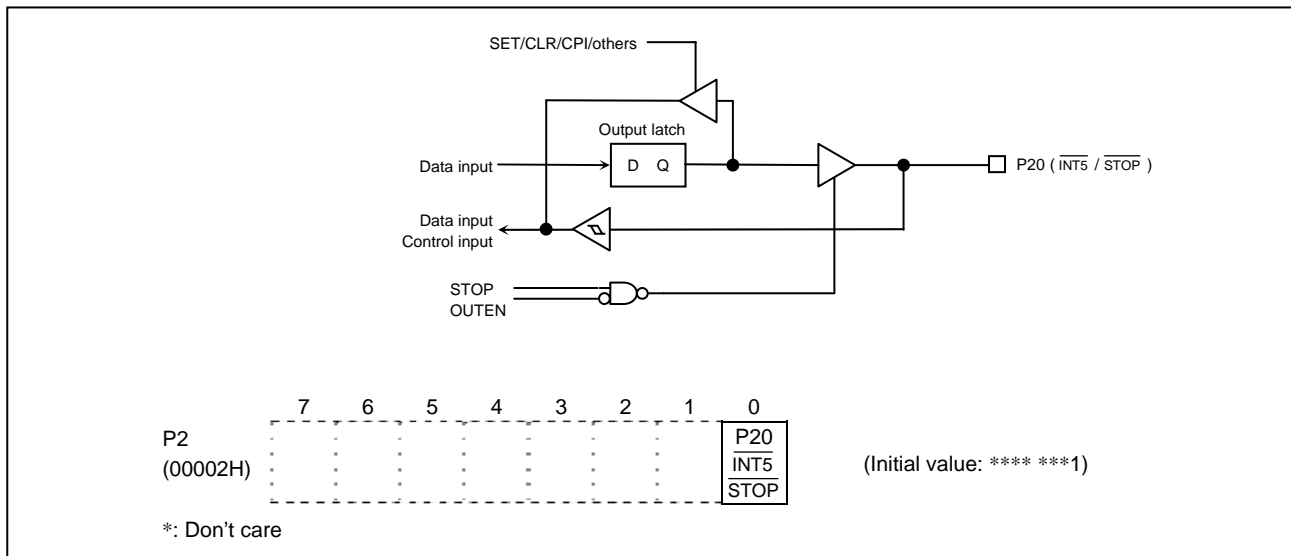 SET/CLR/CPI/others
Output latch
Data input
D Q
P20 ( INT5 / STOP )
Data input
Control input
STOP
OUTEN
7 6 5 4 3 2 1 0
P2
(00002H)
P20
INT5
STOP
(Initial value: **** ***1)
*: Don't care